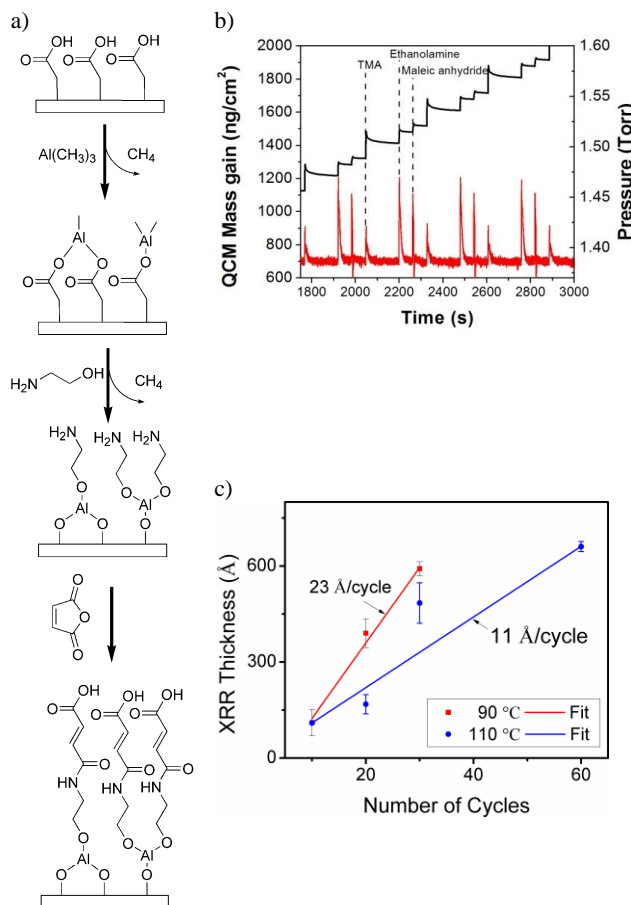 a)
OH
OH
OH
O
O
O
Al(CH₃)₃
CH₄
Al
Al
O
O
O
O
O
O
H₂N
OH
CH₄
H₂N
H₂N
NH₂
O
O
O
Al
Al
O
O
O
O
O
O
OH
OH
OH
O
O
O
O
O
O
HN
HN
HN
O
O
O
Al
Al
O
O
O
b)
QCM Mass gain (ng/cm²)
2000
1800
1600
1400
1200
1000
800
600
TMA
Ethanolamine
Maleic anhydride
1.60
1.55
1.50
1.45
1.40
Pressure (Torr)
1800 2000 2200 2400 2600 2800 3000
Time (s)
c)
XRR Thickness (Å)
600
300
0
23 Å/cycle
11 Å/cycle
90 °C Fit
110 °C Fit
20 40 60
Number of Cycles